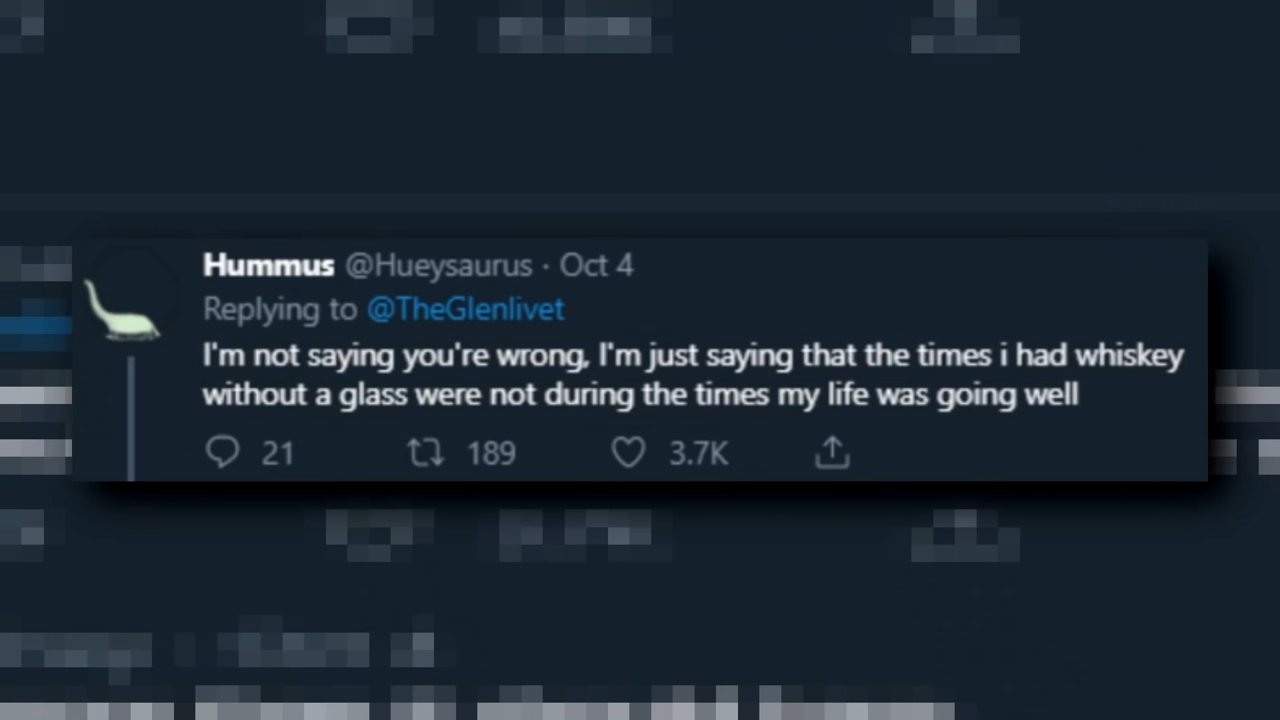 Hummus @Hueysaurus · Oct 4
Replying to @TheGlenlivet
I'm not saying you're wrong, I'm just saying that the times i had whiskey
without a glass were not during the times my life was going well
21 189 3.7K